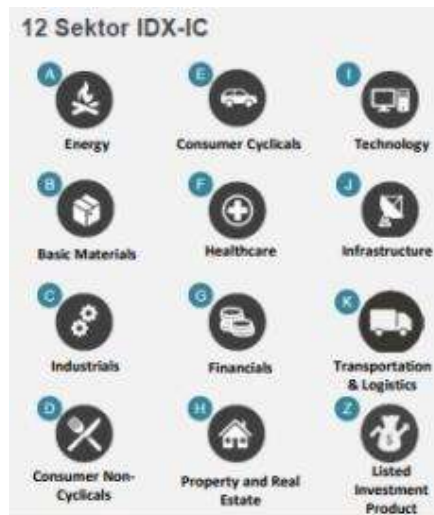 12 Sektor IDX-IC
A
Energy
B
Basic Materials
C
Industrials
D
Consumer Non-
Cyclicals
E
Consumer Cyclicals
F
Healthcare
G
Financials
H
Property and Real
Estate
I
Technology
J
Infrastructure
K
Transportation
& Logistics
Z
$
Listed
Investment
Product